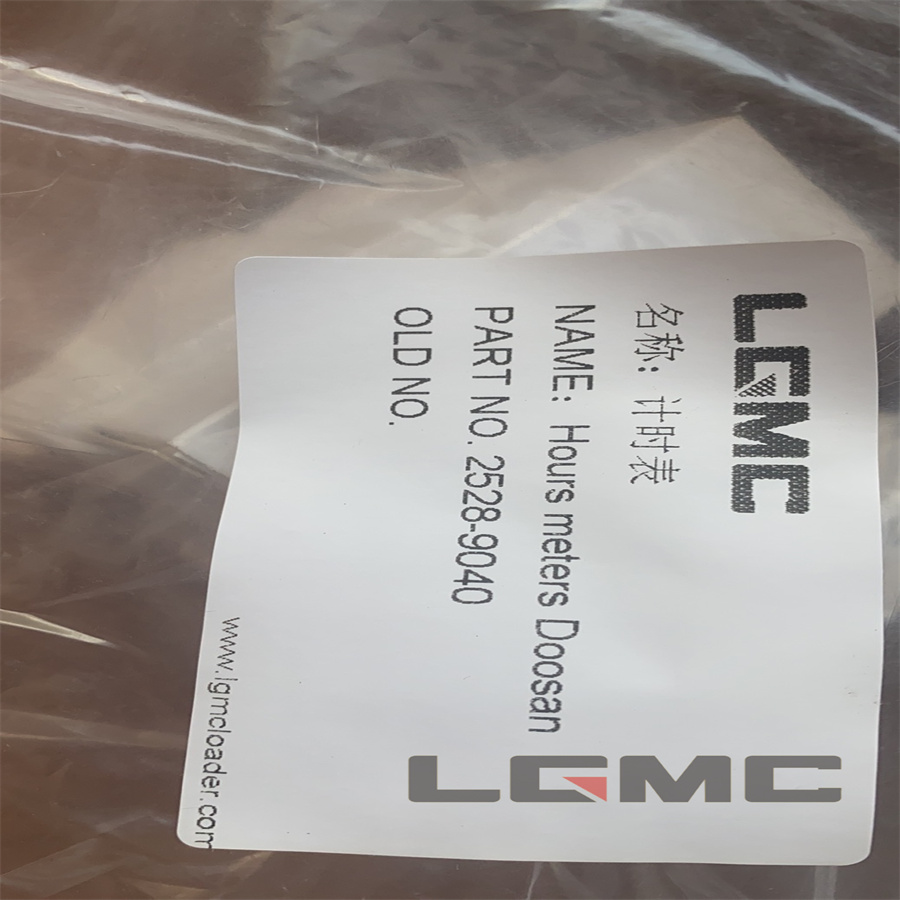 LGMC
名称：计时表
NAME：Hours meters Doosan
PART NO. 2528-9040
OLD NO.
www.lgmcloader.com
LGMC